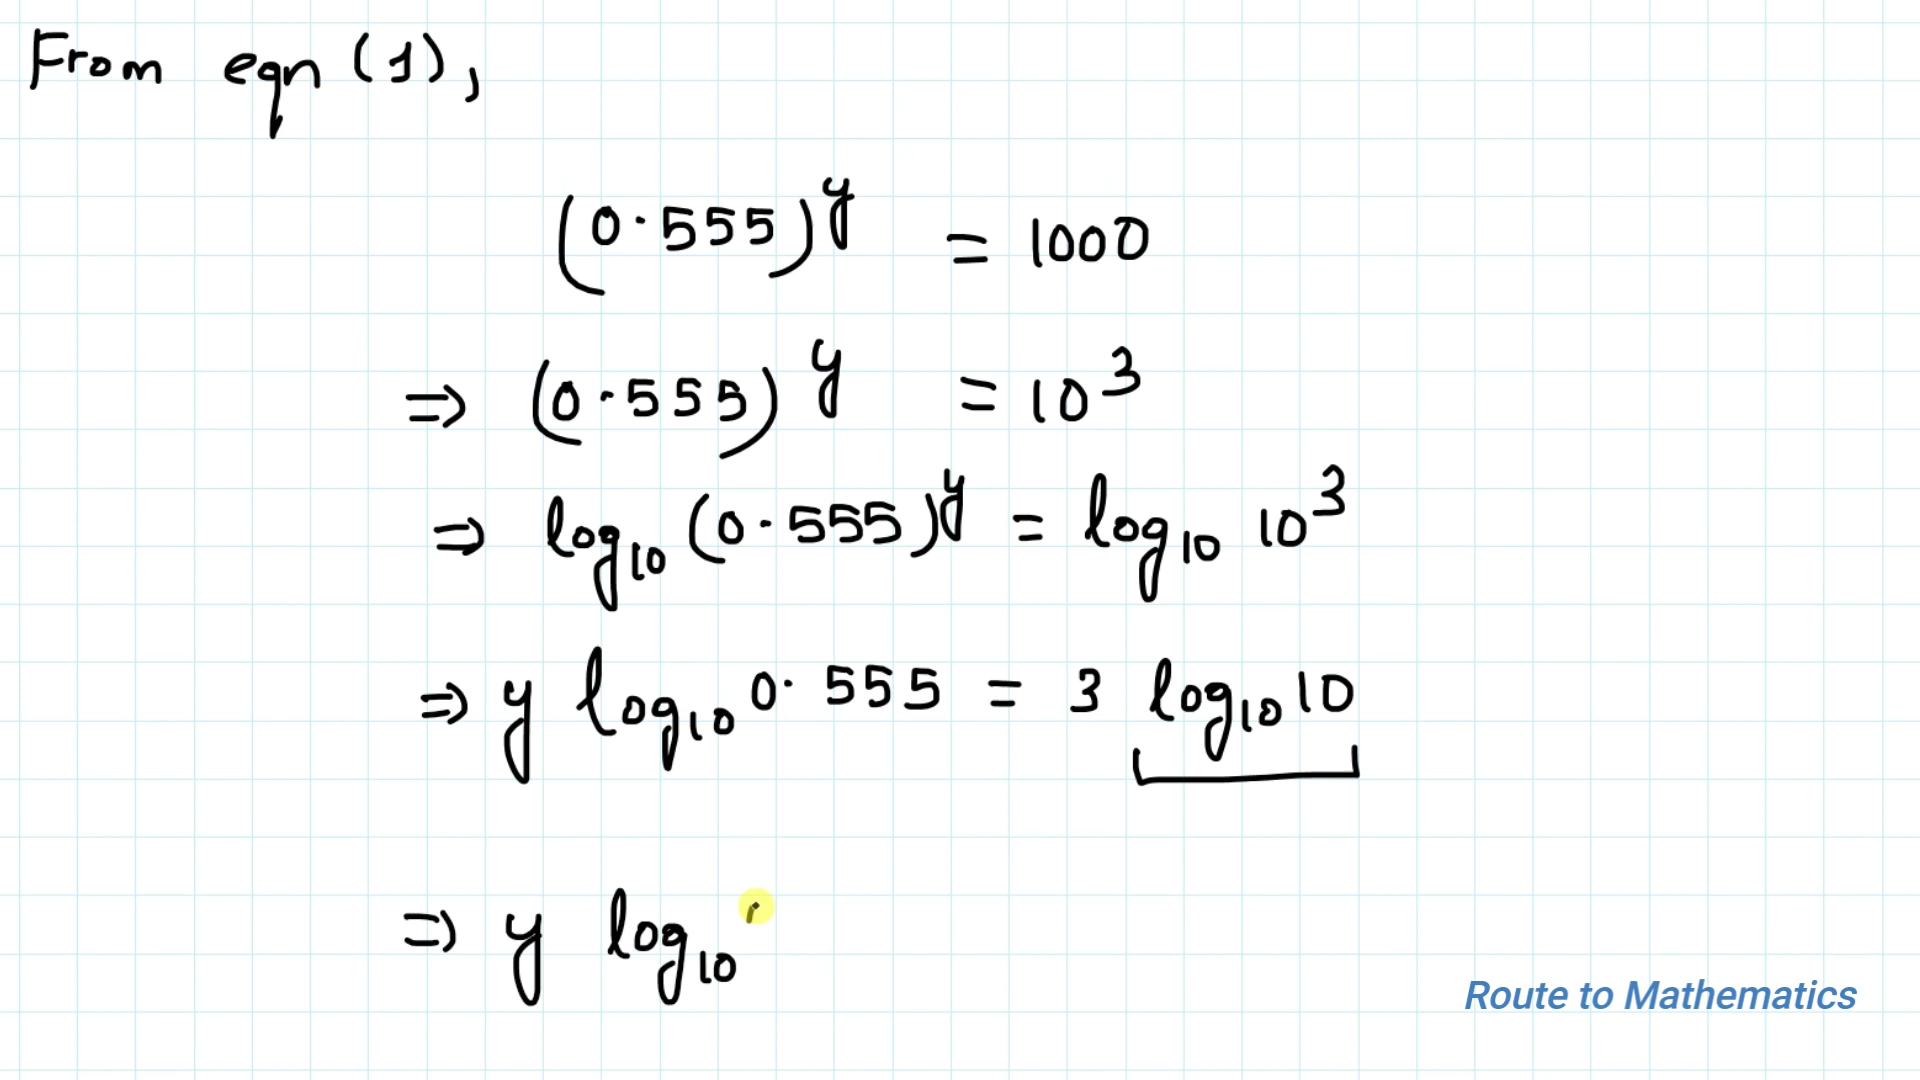 From eqn (1),
(0.555)^y = 1000
⇒ (0.555)^y = 10^3
⇒ log₁₀ (0.555)^y = log₁₀ 10^3
⇒ y log₁₀ 0.555 = 3 log₁₀ 10
⇒ y log₁₀
Route to Mathematics